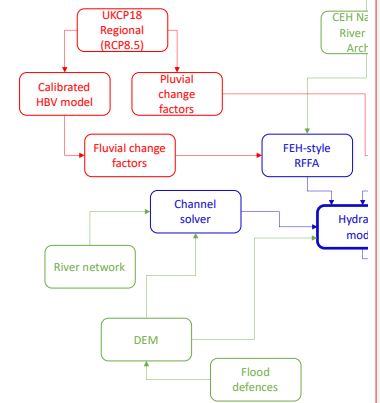 UKCP18
Regional
(RCP8.5)
CEH Na
River
Arch
Calibrated
HBV model
Pluvial
change
factors
Fluvial change
factors
FEH-style
RFFA
Channel
solver
Hydra
mod
River network
DEM
Flood
defences